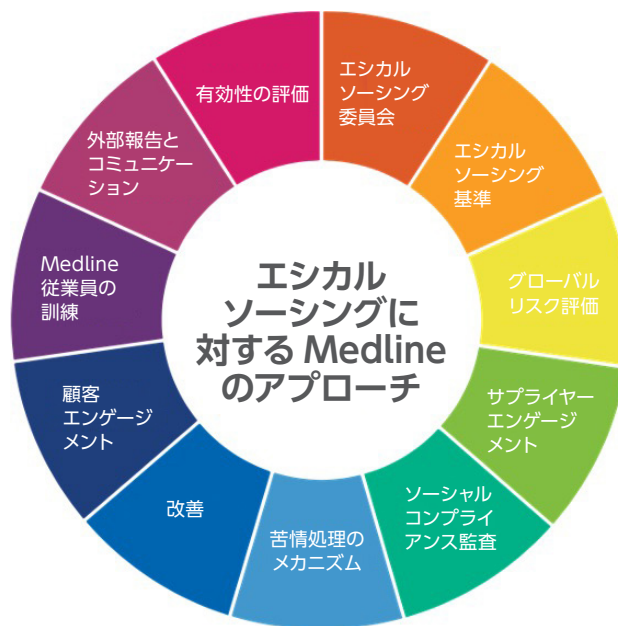 エシカル
ソーシングに
対する Medline
のアプローチ
エシカル
ソーシング
委員会
エシカル
ソーシング
基準
グローバル
リスク評価
サプライヤー
エンゲージ
メント
ソーシャル
コンプライ
アンス監査
苦情処理の
メカニズム
改善
顧客
エンゲージ
メント
Medline
従業員の
訓練
外部報告と
コミュニケー
ション
有効性の評価